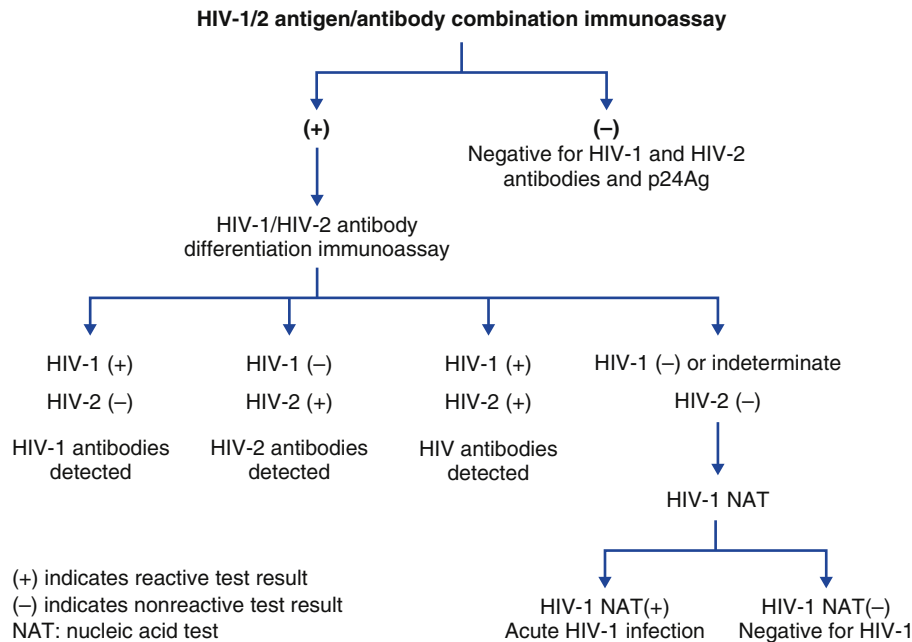 HIV-1/2 antigen/antibody combination immunoassay
(+)
(–)
Negative for HIV-1 and HIV-2
antibodies and p24Ag
HIV-1/HIV-2 antibody
differentiation immunoassay
HIV-1 (+)
HIV-2 (–)
HIV-1 antibodies
detected
HIV-1 (–)
HIV-2 (+)
HIV-2 antibodies
detected
HIV-1 (+)
HIV-2 (+)
HIV antibodies
detected
HIV-1 (–) or indeterminate
HIV-2 (–)
HIV-1 NAT
HIV-1 NAT(+)
Acute HIV-1 infection
HIV-1 NAT(–)
Negative for HIV-1
(+) indicates reactive test result
(–) indicates nonreactive test result
NAT: nucleic acid test